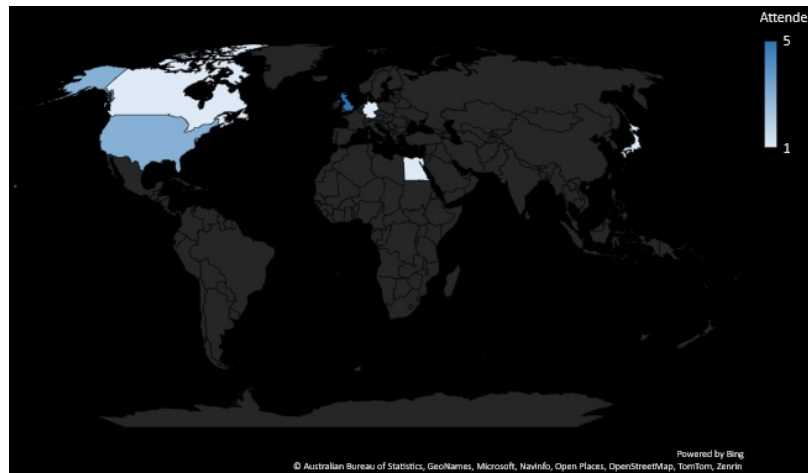 Attende
5
1
Powered by Bing
© Australian Bureau of Statistics, GeoNames, Microsoft, Navinfo, Open Places, OpenStreetMap, TomTom, Zenrin